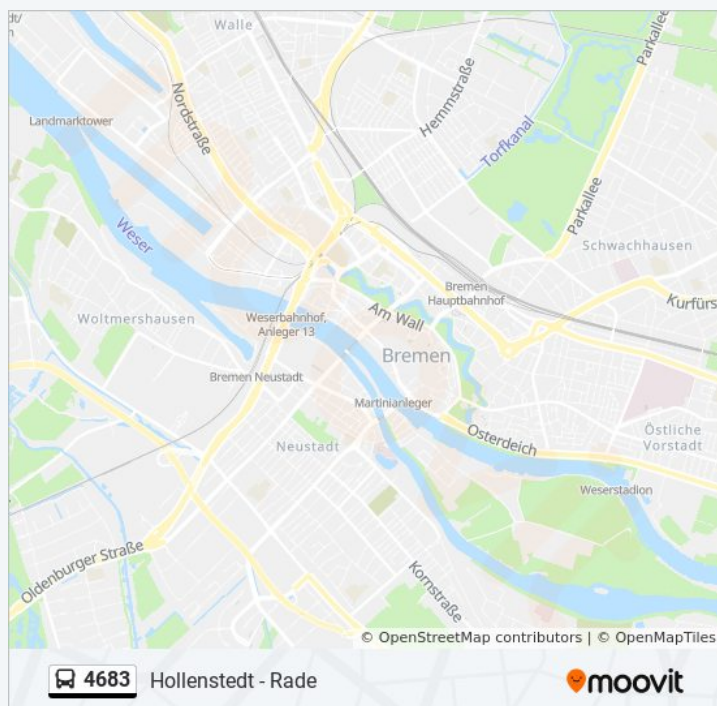 dt/
Walle
Parkallee
Hemmstraße
Nordstraße
Landmarktower
Torfkanal
Parkallee
Weser
Schwachhausen
Bremen
Hauptbahnhof
Kurfürs
Woltmershausen
Weserbahnhof,
Anleger 13
Am Wall
Bremen
Bremen Neustadt
Martinianleger
Neustadt
Osterdeich
Östliche
Vorstadt
Weserstadion
Oldenburger Straße
Kornstraße
© OpenStreetMap contributors | © OpenMapTiles
4683 Hollenstedt - Rade
moovit